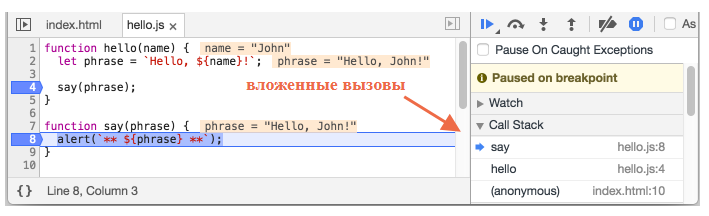 index.html hello.js ×
1 function hello(name) { name = "John"
2 let phrase = `Hello, ${name}!`; phrase = "Hello, John!"
3
4 say(phrase);
5 }
6
7 function say(phrase) { phrase = "Hello, John!"
8 alert(`** ${phrase} **`);
9 }
10
вложенные вызовы
{} Line 8, Column 3
As
Pause On Caught Exceptions
Paused on breakpoint
Watch
Call Stack
say hello.js:8
hello hello.js:4
(anonymous) index.html:10